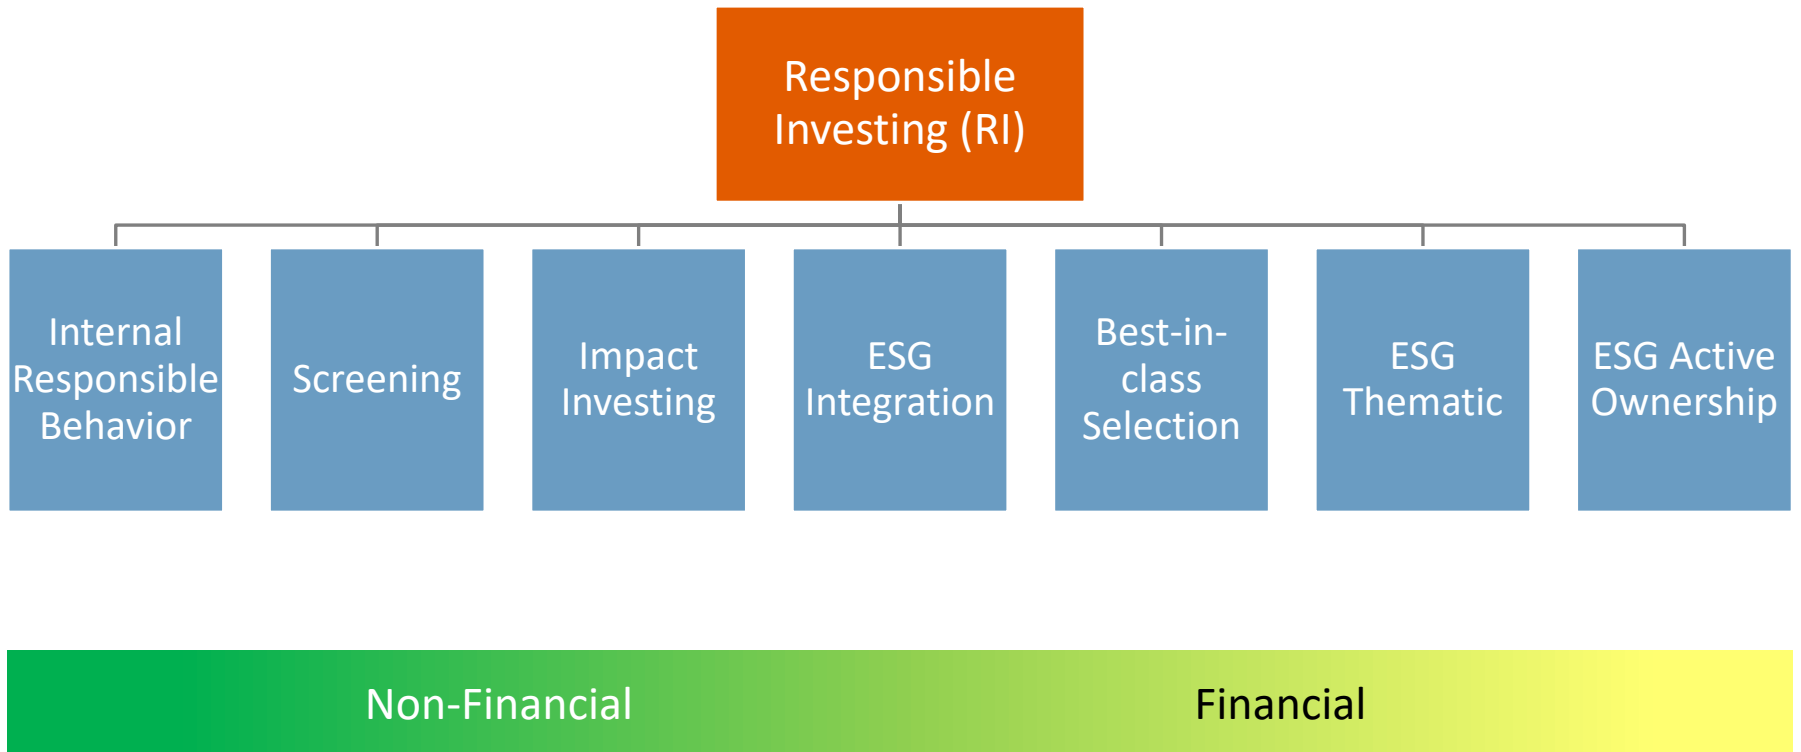 Responsible
Investing (RI)
Internal
Responsible
Behavior
Screening
Impact
Investing
ESG
Integration
Best-in-
class
Selection
ESG
Thematic
ESG Active
Ownership
Non-Financial
Financial